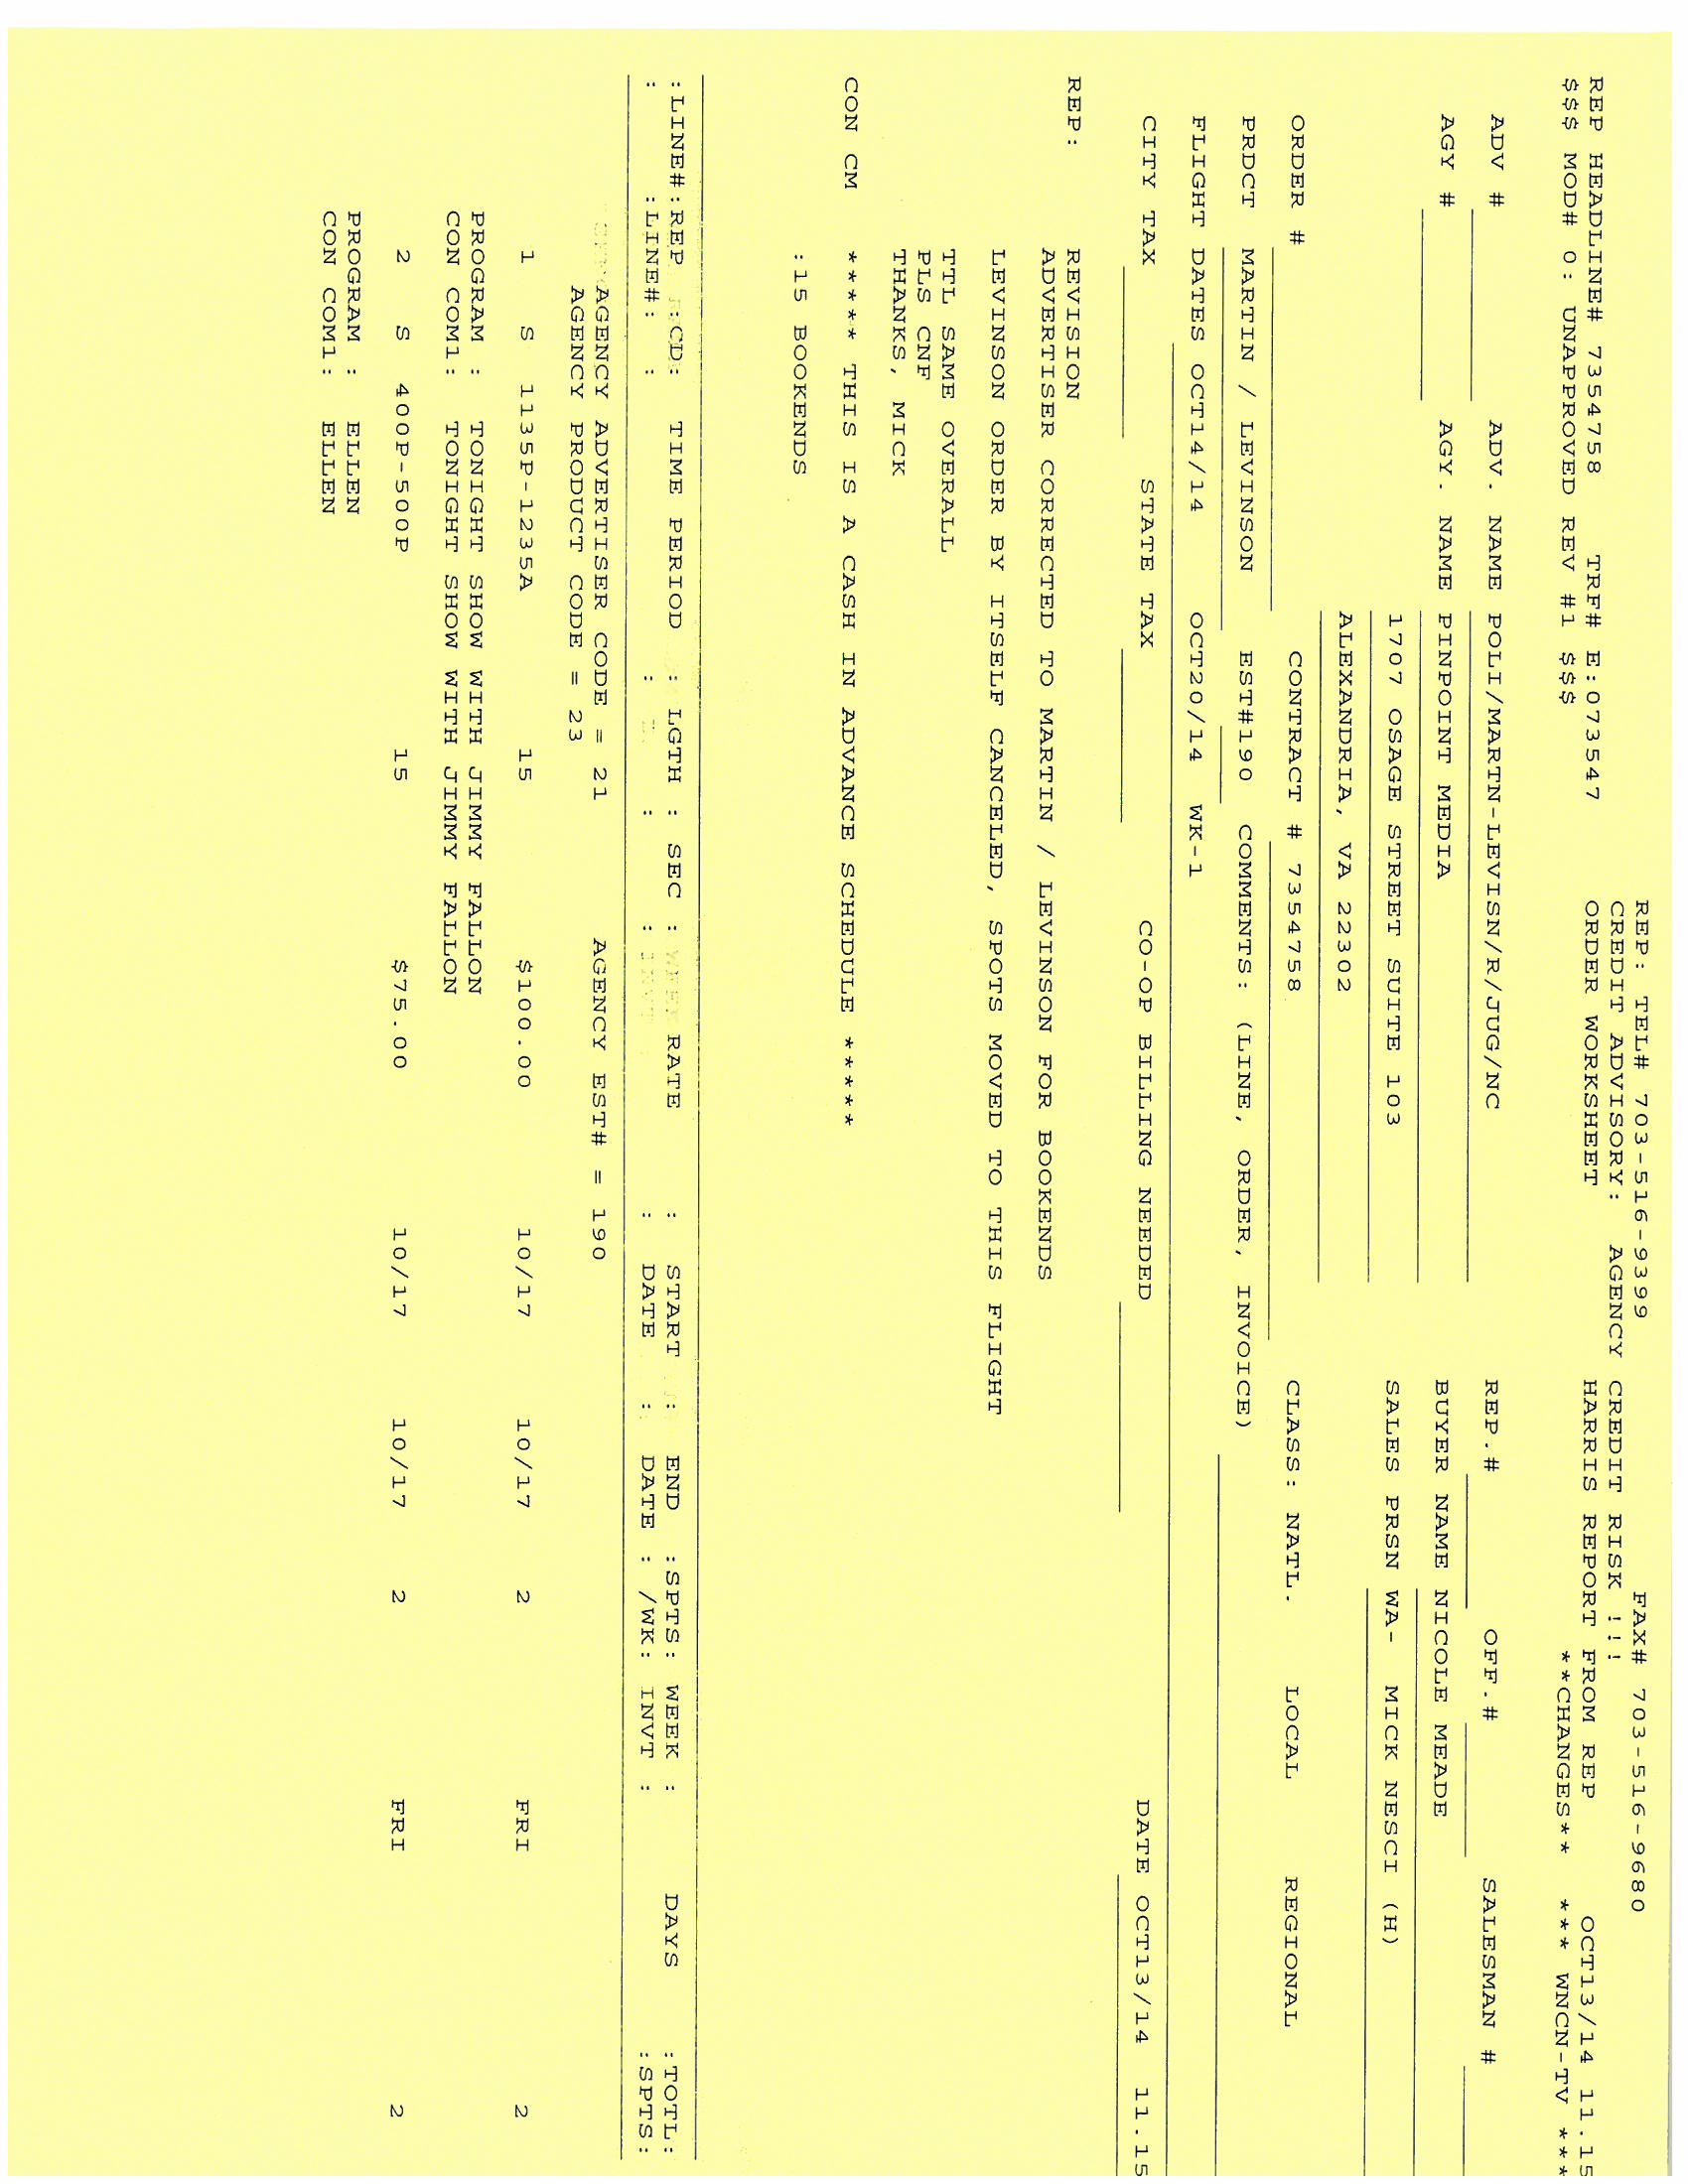 REP: TEL# 703-516-9399 FAX# 703-516-9680
CREDIT ADVISORY: AGENCY CREDIT RISK !!!
REP HEADLINE# 7354758 TRF# E:073547 ORDER WORKSHEET HARRIS REPORT FROM REP OCT13/14 11.15
$$$ MOD# 0: UNAPPROVED REV #1 $$$ **CHANGES** *** WNCN-TV ***
ADV # ADV. NAME POLI/MARTN-LEVISN/R/JUG/NC REP.# OFF.# SALESMAN #
AGY # AGY. NAME PINPOINT MEDIA BUYER NAME NICOLE MEADE
1707 OSAGE STREET SUITE 103 SALES PRSN WA- MICK NESCI (H)
ALEXANDRIA, VA 22302
ORDER # CONTRACT # 7354758 CLASS: NATL. LOCAL REGIONAL
PRDCT MARTIN / LEVINSON EST#190 COMMENTS: (LINE, ORDER, INVOICE)
FLIGHT DATES OCT14/14 OCT20/14 WK-1
CITY TAX STATE TAX CO-OP BILLING NEEDED DATE OCT13/14 11.15
REP: REVISION
ADVERTISER CORRECTED TO MARTIN / LEVINSON FOR BOOKENDS
LEVINSON ORDER BY ITSELF CANCELED, SPOTS MOVED TO THIS FLIGHT
TTL SAME OVERALL
PLS CNF
THANKS, MICK
CON CM ***** THIS IS A CASH IN ADVANCE SCHEDULE *****
:15 BOOKENDS
:LINE#:REP :CD: TIME PERIOD : LGTH : SEC : RATE : START : END :SPTS: WEEK : DAYS :TOTL:
: :LINE#: : : : : : DATE : DATE : /WK: INVT : :SPTS:
AGENCY ADVERTISER CODE = 21 AGENCY EST# = 190
AGENCY PRODUCT CODE = 23
1 S 1135P-1235A 15 $100.00 10/17 10/17 2 FRI 2
PROGRAM : TONIGHT SHOW WITH JIMMY FALLON
CON COM1: TONIGHT SHOW WITH JIMMY FALLON
2 S 400P-500P 15 $75.00 10/17 10/17 2 FRI 2
PROGRAM : ELLEN
CON COM1: ELLEN